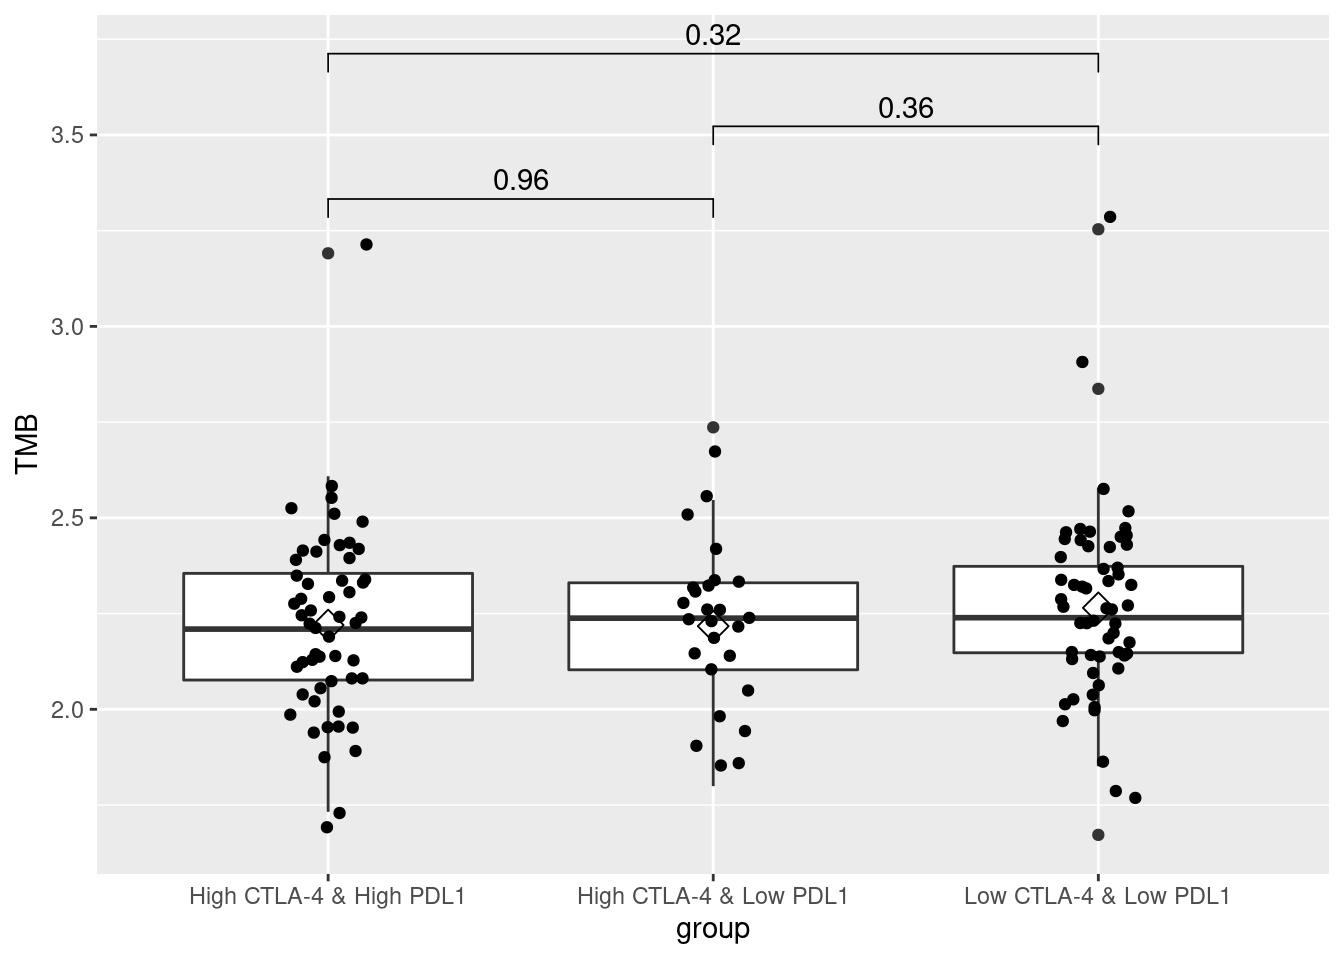 0.32
0.36
0.96
3.5
3.0
2.5
2.0
TMB
High CTLA-4 & High PDL1
High CTLA-4 & Low PDL1
Low CTLA-4 & Low PDL1
group